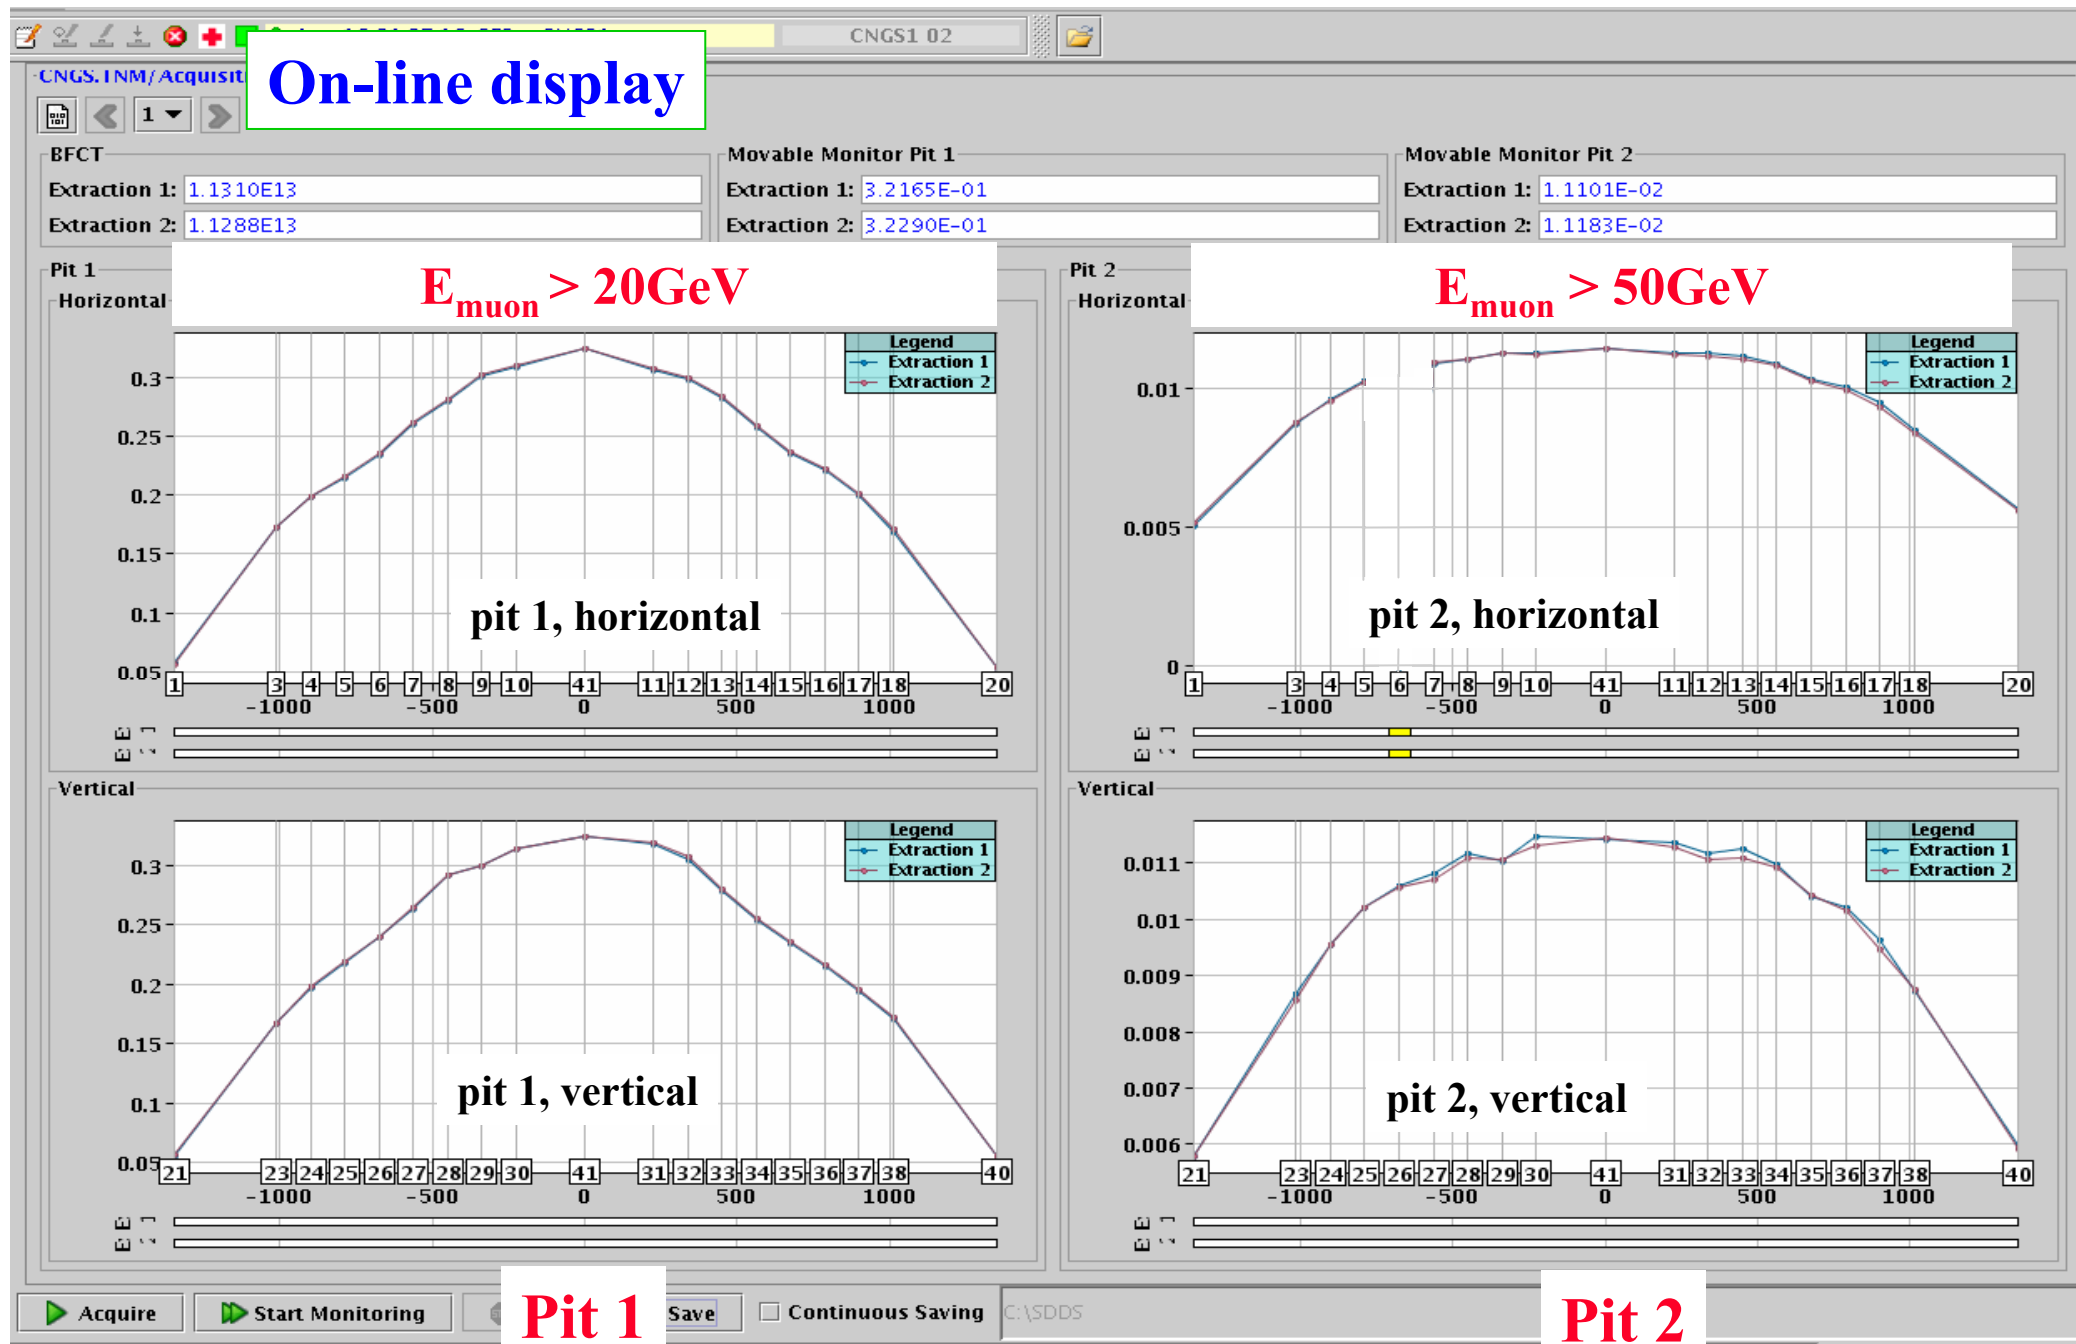 CNGS1 02
CNGS.TNM/Acquisit
On-line display
1
BFCT
Extraction 1: 1.1310E13
Extraction 2: 1.1288E13
Movable Monitor Pit 1
Extraction 1: 3.2165E-01
Extraction 2: 3.2290E-01
Movable Monitor Pit 2
Extraction 1: 1.1101E-02
Extraction 2: 1.1183E-02
Pit 1
Horizontal
Emuon > 20GeV
Legend
Extraction 1
Extraction 2
0.3
0.25
0.2
0.15
0.1
0.05
pit 1, horizontal
1 3 4 5 6 7 8 9 10 41 11 12 13 14 15 16 17 18 20
-1000 -500 0 500 1000
Vertical
Legend
Extraction 1
Extraction 2
0.3
0.25
0.2
0.15
0.1
0.05
pit 1, vertical
21 23 24 25 26 27 28 29 30 41 31 32 33 34 35 36 37 38 40
-1000 -500 0 500 1000
Pit 2
Horizontal
Emuon > 50GeV
Legend
Extraction 1
Extraction 2
0.01
0.005
0
pit 2, horizontal
1 3 4 5 6 7 8 9 10 41 11 12 13 14 15 16 17 18 20
-1000 -500 0 500 1000
Vertical
Legend
Extraction 1
Extraction 2
0.011
0.01
0.009
0.008
0.007
0.006
pit 2, vertical
21 23 24 25 26 27 28 29 30 41 31 32 33 34 35 36 37 38 40
-1000 -500 0 500 1000
Acquire
Start Monitoring
Pit 1
Save
Continuous Saving
C:\SDDS
Pit 2